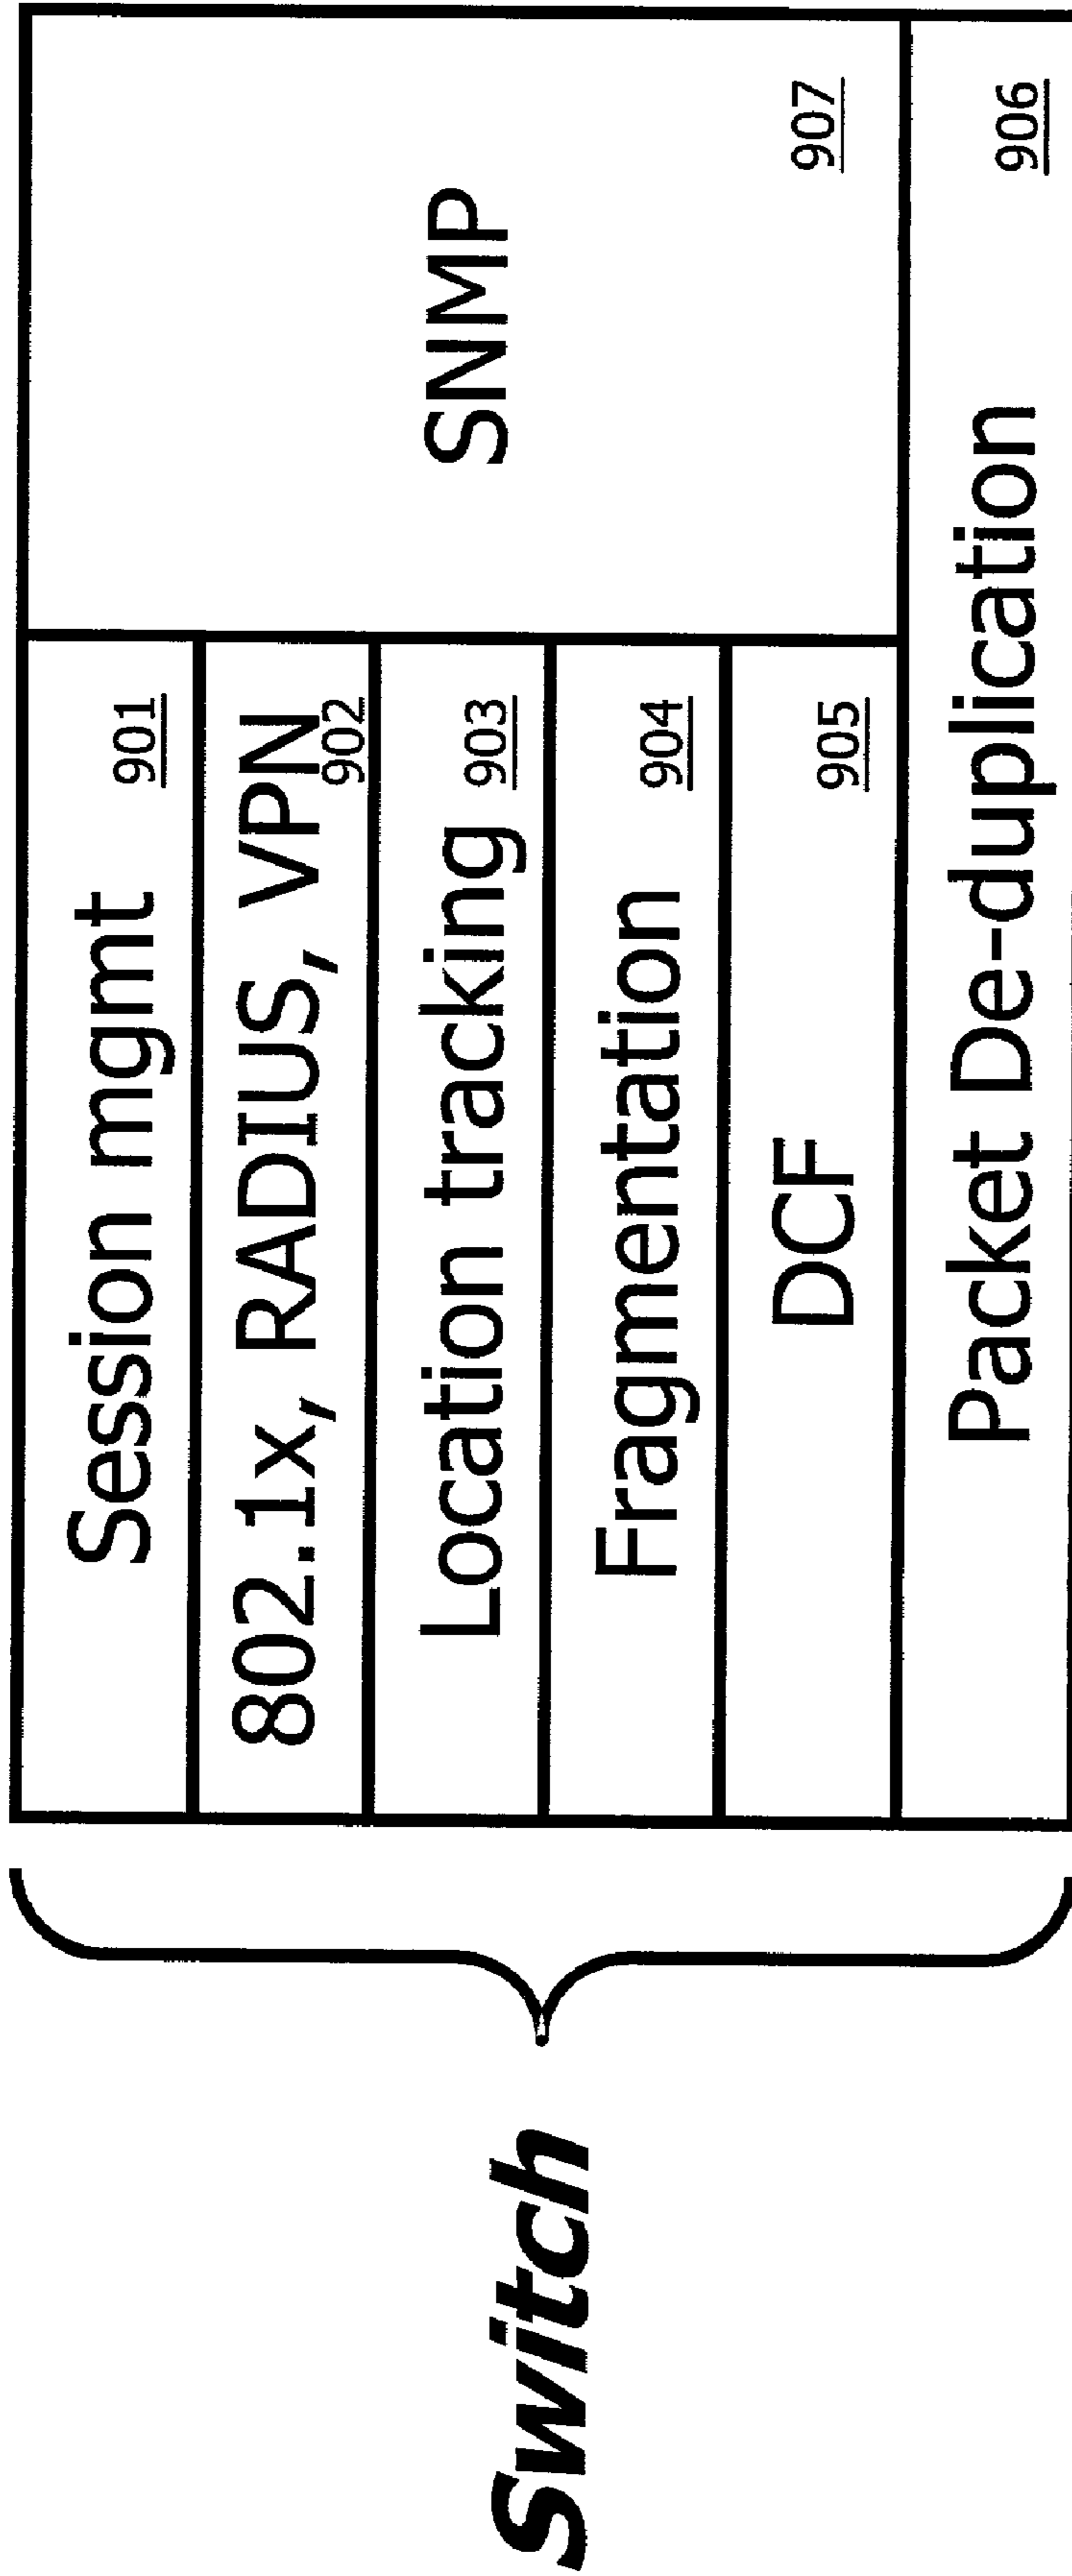 Switch
Session mgmt
901
802.1x, RADIUS, VPN
902
Location tracking
903
Fragmentation
904
DCF
905
SNMP
907
Packet De-duplication
906